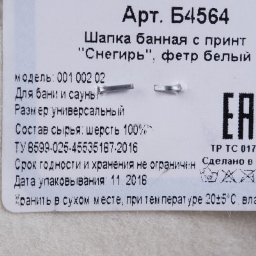 Арт. Б4564
Шапка банная с принт
"Снегирь", фетр белый
модель: 001 002 02
Для бани и сауны
Размер универсальный
Состав сырья: шерсть 100%
ТУ 8599-025-45535187-2016
ТР ТС 017
Срок годности и хранения не ограничен
Сделано в
Дата упаковывания 11. 2016
Хранить в сухом месте, при температуре 20±5°С, вла